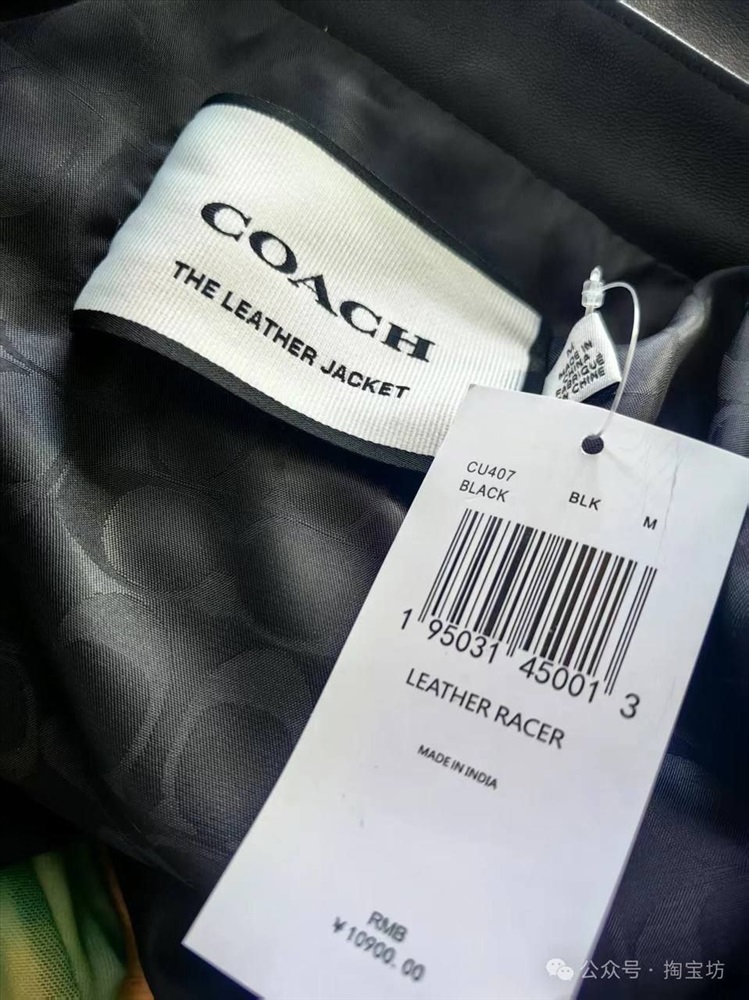 COACH
THE LEATHER JACKET
M
MADE IN
CHINA
FABRIQUÉ
EN CHINE
CU407
BLACK BLK M
1 95031 45001 3
LEATHER RACER
MADE IN INDIA
RMB
¥10900.00
公众号·掏宝坊